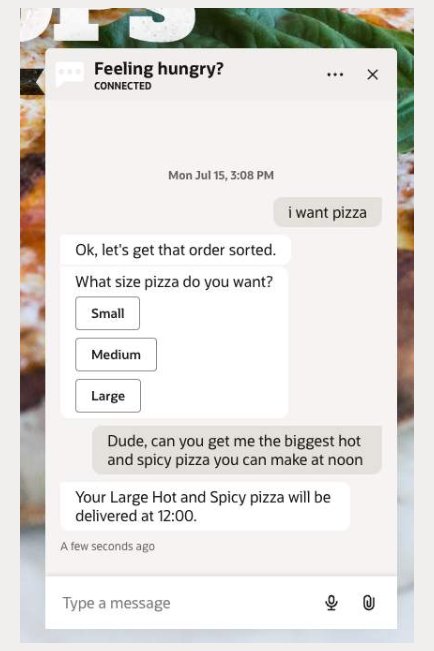 Feeling hungry?
CONNECTED
Mon Jul 15, 3:08 PM
i want pizza
Ok, let's get that order sorted.
What size pizza do you want?
Small
Medium
Large
Dude, can you get me the biggest hot
and spicy pizza you can make at noon
Your Large Hot and Spicy pizza will be
delivered at 12:00.
A few seconds ago
Type a message